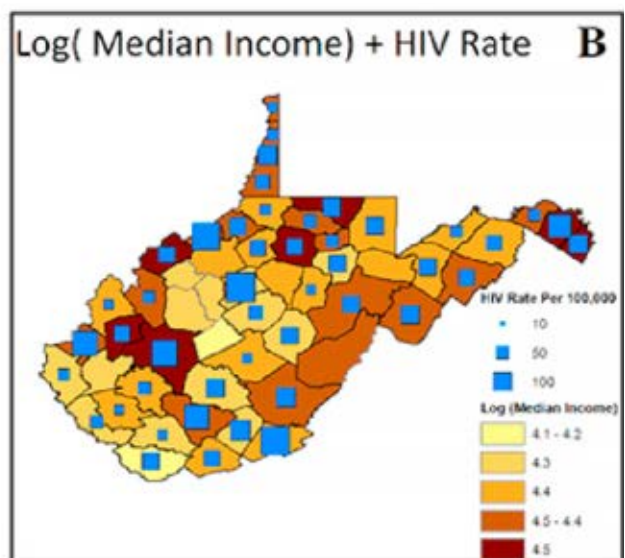 Log( Median Income) + HIV Rate B
HIV Rate Per 100,000
10
50
100
Log (Median Income)
4.1 - 4.2
4.3
4.4
4.5 - 4.4
4.5